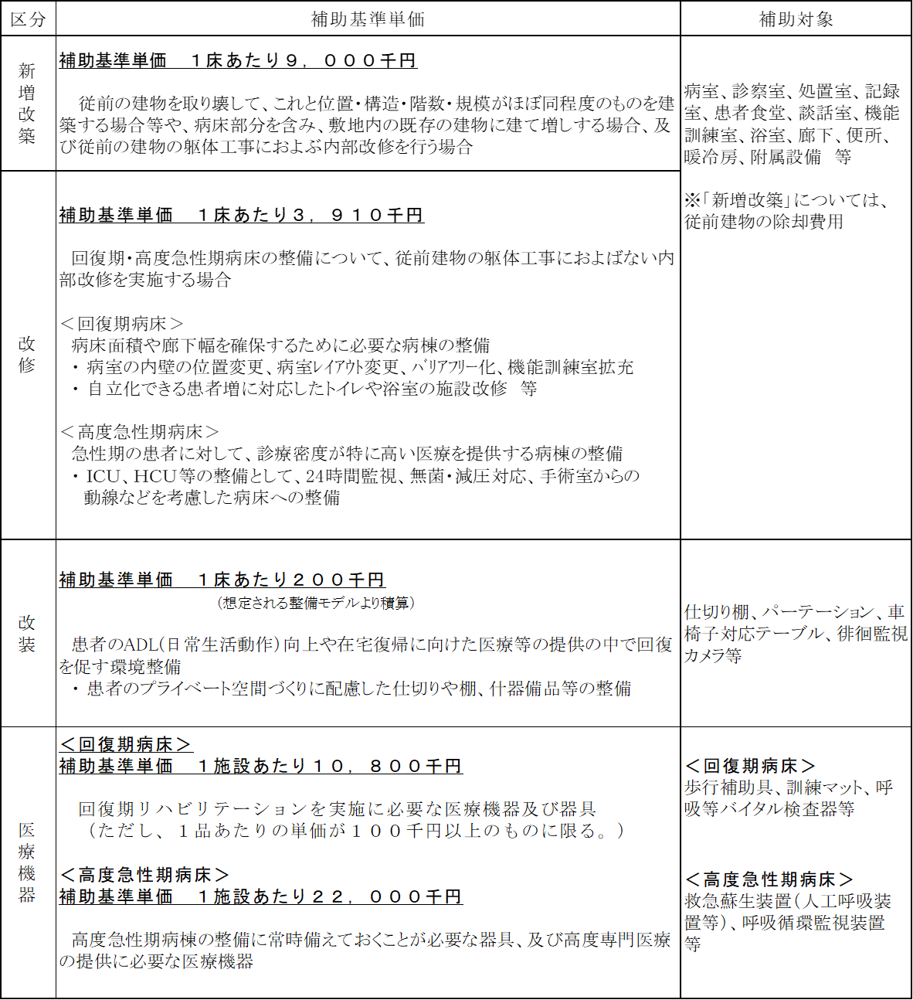 区分
補助基準単価
補助対象
新増改築
補助基準単価　１床あたり９，０００千円
従前の建物を取り壊して、これと位置・構造・階数・規模がほぼ同程度のものを建
築する場合等や、病床部分を含み、敷地内の既存の建物に建て増しする場合、及
び従前の建物の躯体工事におよぶ内部改修を行う場合
病室、診察室、処置室、記録
室、患者食堂、談話室、機能
訓練室、浴室、廊下、便所、
暖冷房、附属設備　等
※「新増改築」については、
従前建物の除却費用
改修
補助基準単価　１床あたり３，９１０千円
回復期・高度急性期病床の整備について、従前建物の躯体工事におよばない内
部改修を実施する場合
＜回復期病床＞
病床面積や廊下幅を確保するために必要な病棟の整備
・ 病室の内壁の位置変更、病室ﾚｲｱｳﾄ変更、ﾊﾞﾘｱﾌﾘｰ化、機能訓練室拡充
・ 自立化できる患者増に対応したトイレや浴室の施設改修　等
＜高度急性期病床＞
急性期の患者に対して、診療密度が特に高い医療を提供する病棟の整備
・ ICU、HCU等の整備として、24時間監視、無菌・減圧対応、手術室からの
動線などを考慮した病床への整備
改装
補助基準単価　１床あたり２００千円
（想定される整備モデルより積算）
患者のADL(日常生活動作）向上や在宅復帰に向けた医療等の提供の中で回復
を促す環境整備
・ 患者のプライベート空間づくりに配慮した仕切りや棚、什器備品等の整備
仕切り棚、パーテーション、車
椅子対応テーブル、徘徊監視
カメラ等
医療機器
＜回復期病床＞
補助基準単価　１施設あたり１０，８００千円
回復期リハビリテーションを実施に必要な医療機器及び器具
（ただし、１品あたりの単価が１００千円以上のものに限る。）
＜高度急性期病床＞
補助基準単価　１施設あたり２２，０００千円
高度急性期病棟の整備に常時備えておくことが必要な器具、及び高度専門医療
の提供に必要な医療機器
＜回復期病床＞
歩行補助具、訓練マット、呼
吸等バイタル検査器等
＜高度急性期病床＞
救急蘇生装置（人工呼吸装
置等）、呼吸循環監視装置
等